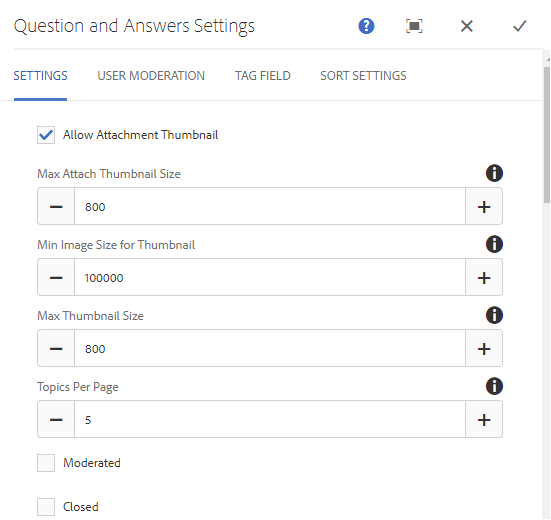 Question and Answers Settings
SETTINGS USER MODERATION TAG FIELD SORT SETTINGS
Allow Attachment Thumbnail
Max Attach Thumbnail Size
800
Min Image Size for Thumbnail
100000
Max Thumbnail Size
800
Topics Per Page
5
Moderated
Closed